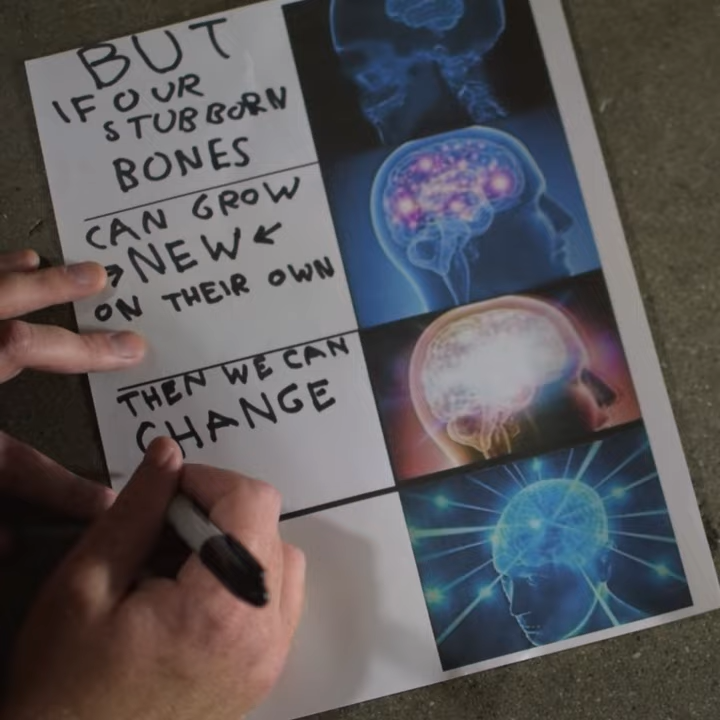 BUT
IF OUR
STUBBORN
BONES
CAN GROW
→NEW←
ON THEIR OWN
THEN WE CAN
CHANGE